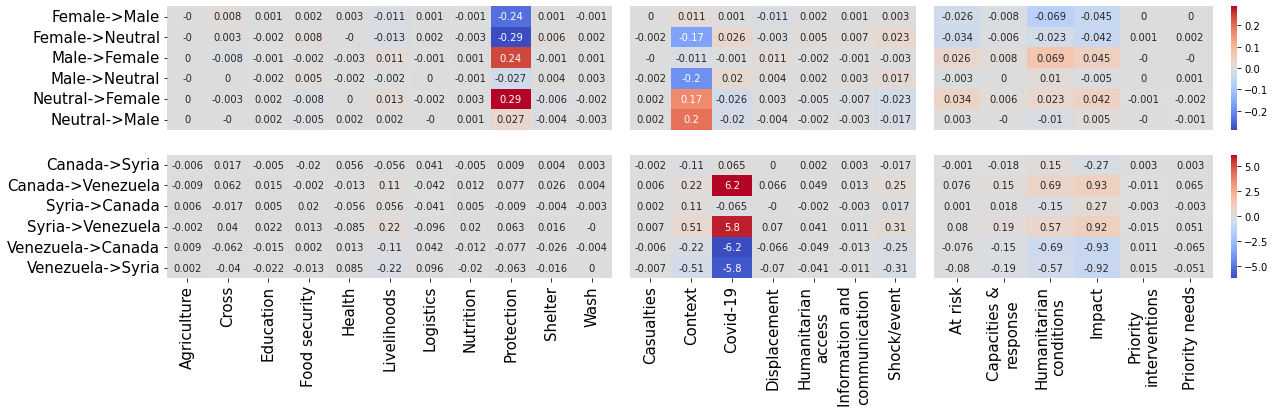 Female->Male -0 0.008 0.001 0.002 0.003 -0.011 0.001 -0.001 -0.24 0.001 -0.001 0 0.011 0.001 -0.011 0.002 0.001 0.003 -0.026 -0.008 -0.069 -0.045 0 0
Female->Neutral -0 0.003 -0.002 0.008 -0 -0.013 0.002 -0.003 -0.29 0.006 0.002 -0.002 -0.17 0.026 -0.003 0.005 0.007 0.023 -0.034 -0.006 -0.023 -0.042 0.001 0.002
Male->Female 0 -0.008 -0.001 -0.002 -0.003 0.011 -0.001 0.001 0.24 -0.001 0.001 -0 -0.011 -0.001 0.011 -0.002 -0.001 -0.003 0.026 0.008 0.069 0.045 -0 -0
Male->Neutral -0 0 -0.002 0.005 -0.002 -0.002 0 -0.001 -0.027 0.004 0.003 -0.002 -0.2 0.02 0.004 0.002 0.003 0.017 -0.003 0 0.01 -0.005 0 0.001
Neutral->Female 0 -0.003 0.002 -0.008 0 0.013 -0.002 0.003 0.29 -0.006 -0.002 0.002 0.17 -0.026 0.003 -0.005 -0.007 -0.023 0.034 0.006 0.023 0.042 -0.001 -0.002
Neutral->Male 0 -0 0.002 -0.005 0.002 0.002 -0 0.001 0.027 -0.004 -0.003 0.002 0.2 -0.02 -0.004 -0.002 -0.003 -0.017 0.003 -0 -0.01 0.005 -0 -0.001
0.2
0.1
0.0
−0.1
−0.2
Canada->Syria -0.006 0.017 -0.005 -0.02 0.056 -0.056 0.041 -0.005 0.009 0.004 0.003 -0.002 -0.11 0.065 0 0.002 0.003 -0.017 -0.001 -0.018 0.15 -0.27 0.003 0.003
Canada->Venezuela -0.009 0.062 0.015 -0.002 -0.013 0.11 -0.042 0.012 0.077 0.026 0.004 0.006 0.22 6.2 0.066 0.049 0.013 0.25 0.076 0.15 0.69 0.93 -0.011 0.065
Syria->Canada 0.006 -0.017 0.005 0.02 -0.056 0.056 -0.041 0.005 -0.009 -0.004 -0.003 0.002 0.11 -0.065 -0 -0.002 -0.003 0.017 0.001 0.018 -0.15 0.27 -0.003 -0.003
Syria->Venezuela -0.002 0.04 0.022 0.013 -0.085 0.22 -0.096 0.02 0.063 0.016 -0 0.007 0.51 5.8 0.07 0.041 0.011 0.31 0.08 0.19 0.57 0.92 -0.015 0.051
Venezuela->Canada 0.009 -0.062 -0.015 0.002 0.013 -0.11 0.042 -0.012 -0.077 -0.026 -0.004 -0.006 -0.22 -6.2 -0.066 -0.049 -0.013 -0.25 -0.076 -0.15 -0.69 -0.93 0.011 -0.065
Venezuela->Syria 0.002 -0.04 -0.022 -0.013 0.085 -0.22 0.096 -0.02 -0.063 -0.016 0 -0.007 -0.51 -5.8 -0.07 -0.041 -0.011 -0.31 -0.08 -0.19 -0.57 -0.92 0.015 -0.051
5.0
2.5
0.0
−2.5
−5.0
Agriculture
Cross
Education
Food security
Health
Livelihoods
Logistics
Nutrition
Protection
Shelter
Wash
Casualties
Context
Covid-19
Displacement
Humanitarian
access
Information and
communication
Shock/event
At risk
Capacities &
response
Humanitarian
conditions
Impact
Priority
interventions
Priority needs